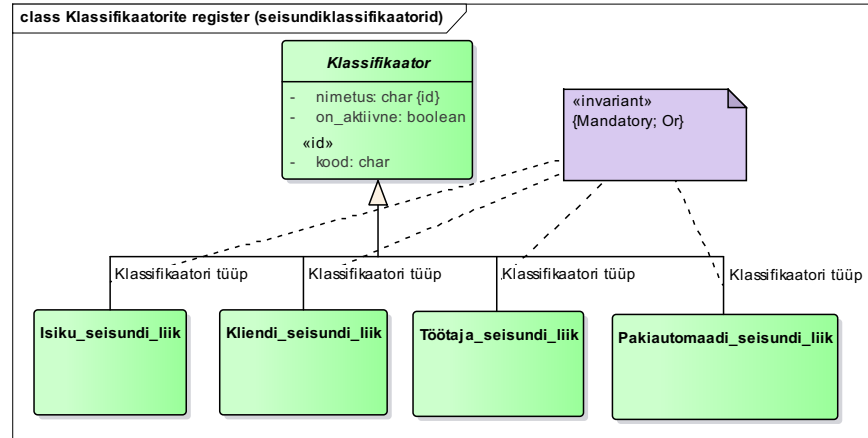 class Klassifikaatorite register (seisundiklassifikaatorid)
Klassifikaator
- nimetus: char {id}
- on_aktiivne: boolean
«id»
- kood: char
«invariant»
{Mandatory; Or}
Klassifikaatori tüüp
Klassifikaatori tüüp
Klassifikaatori tüüp
Klassifikaatori tüüp
Isiku_seisundi_liik
Kliendi_seisundi_liik
Töötaja_seisundi_liik
Pakiautomaadi_seisundi_liik